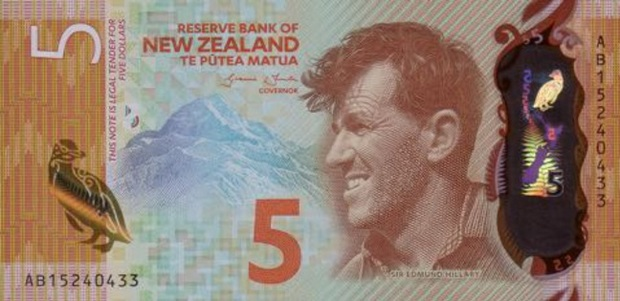 5
THIS NOTE IS LEGAL TENDER FOR
FIVE DOLLARS
RESERVE BANK OF
NEW ZEALAND
TE PŪTEA MATUA
GOVERNOR
5
SIR EDMUND HILLARY
5
AB15240433
AB15240433